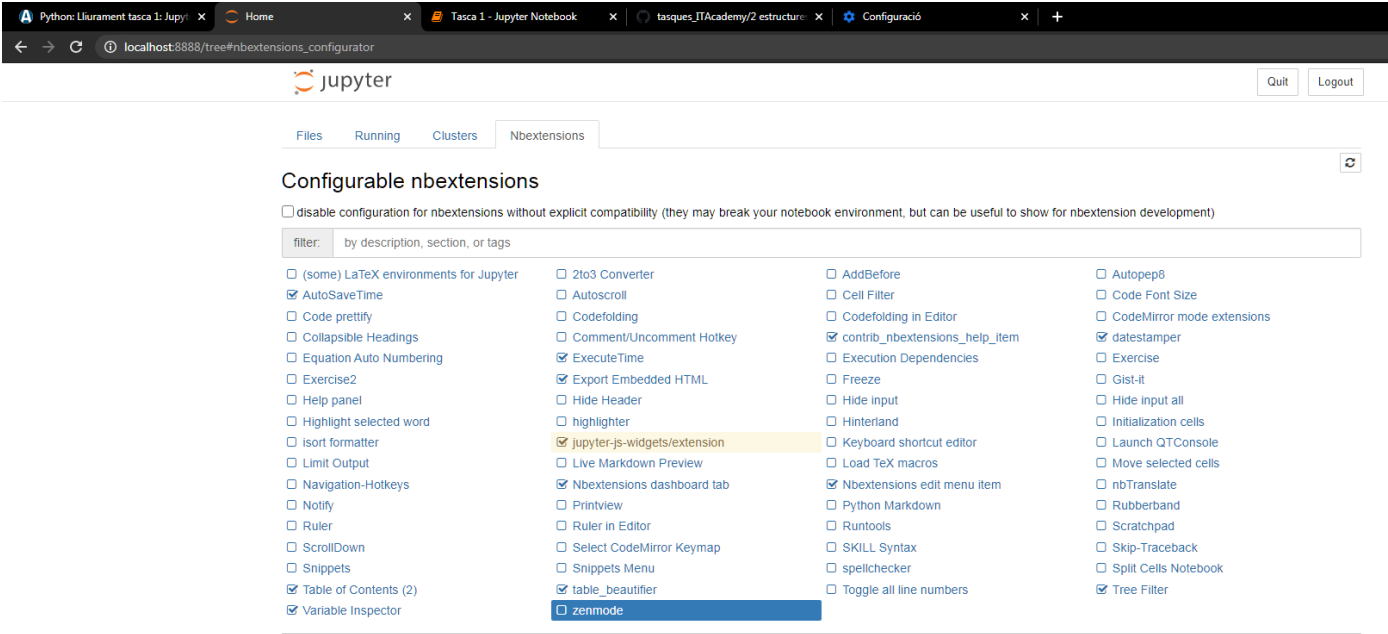 Python: Lliurament tasca 1: Jupyt
Home
Tasca 1 - Jupyter Notebook
tasques_ITAcademy/2 estructures
Configuració
localhost:8888/tree#nbextensions_configurator
jupyter
Quit
Logout
Files
Running
Clusters
Nbextensions
Configurable nbextensions
disable configuration for nbextensions without explicit compatibility (they may break your notebook environment, but can be useful to show for nbextension development)
filter: by description, section, or tags
(some) LaTeX environments for Jupyter 2to3 Converter AddBefore Autopep8
AutoSaveTime Autoscroll Cell Filter Code Font Size
Code prettify Codefolding Codefolding in Editor CodeMirror mode extensions
Collapsible Headings Comment/Uncomment Hotkey contrib_nbextensions_help_item datestamper
Equation Auto Numbering ExecuteTime Execution Dependencies Exercise
Exercise2 Export Embedded HTML Freeze Gist-it
Help panel Hide Header Hide input Hide input all
Highlight selected word highlighter Hinterland Initialization cells
isort formatter jupyter-js-widgets/extension Keyboard shortcut editor Launch QTConsole
Limit Output Live Markdown Preview Load TeX macros Move selected cells
Navigation-Hotkeys Nbextensions dashboard tab Nbextensions edit menu item nbTranslate
Notify Printview Python Markdown Rubberband
Ruler Ruler in Editor Runtools Scratchpad
ScrollDown Select CodeMirror Keymap SKILL Syntax Skip-Traceback
Snippets Snippets Menu spellchecker Split Cells Notebook
Table of Contents (2) table_beautifier Toggle all line numbers Tree Filter
Variable Inspector zenmode